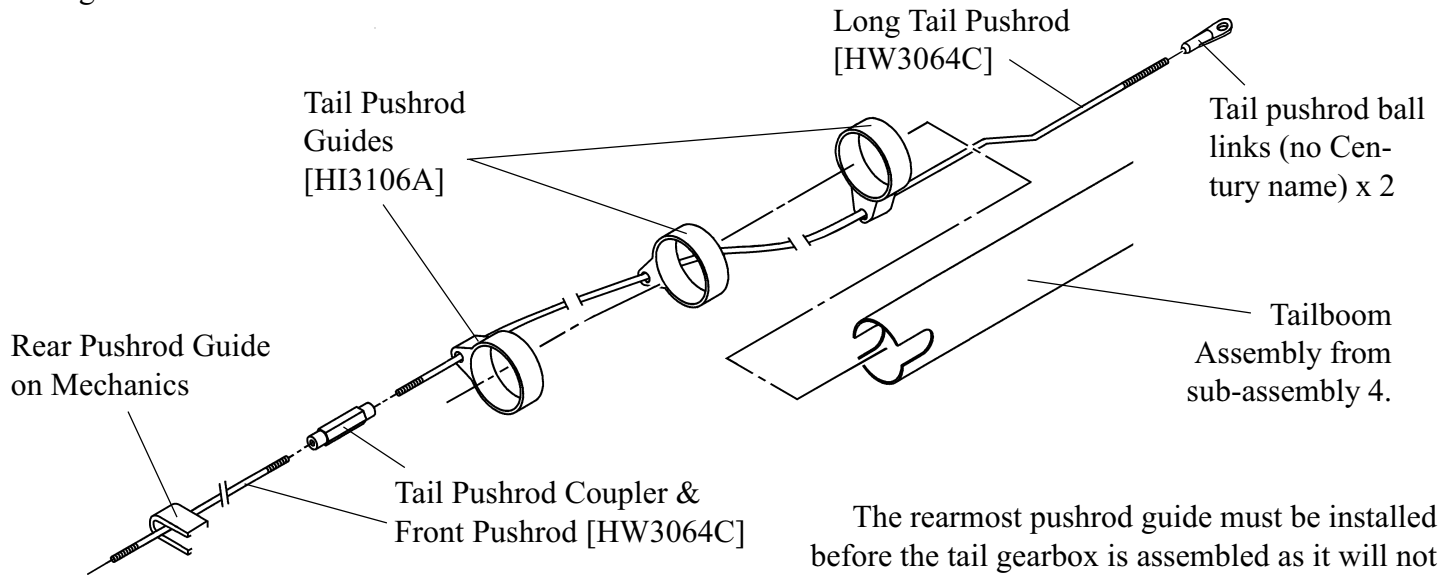 Long Tail Pushrod
[HW3064C]
Tail Pushrod
Guides
[HI3106A]
Tail pushrod ball
links (no Cen-
tury name) x 2
Tailboom
Assembly from
sub-assembly 4.
Rear Pushrod Guide
on Mechanics
Tail Pushrod Coupler &
Front Pushrod [HW3064C]
The rearmost pushrod guide must be installed
before the tail gearbox is assembled as it will not